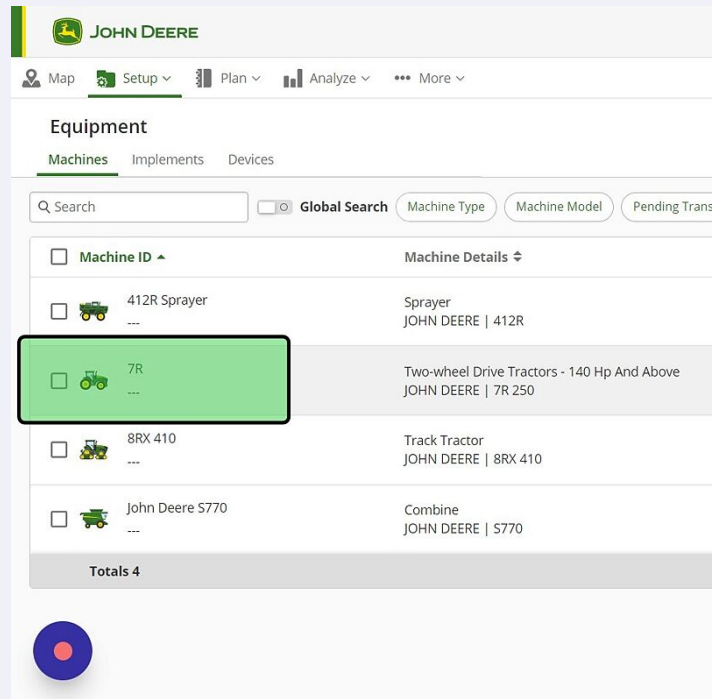 JOHN DEERE
Map Setup Plan Analyze ••• More
Equipment
Machines Implements Devices
Search Global Search Machine Type Machine Model Pending Trans
Machine ID Machine Details
412R Sprayer Sprayer
--- JOHN DEERE | 412R
7R Two-wheel Drive Tractors - 140 Hp And Above
--- JOHN DEERE | 7R 250
8RX 410 Track Tractor
--- JOHN DEERE | 8RX 410
John Deere S770 Combine
--- JOHN DEERE | S770
Totals 4